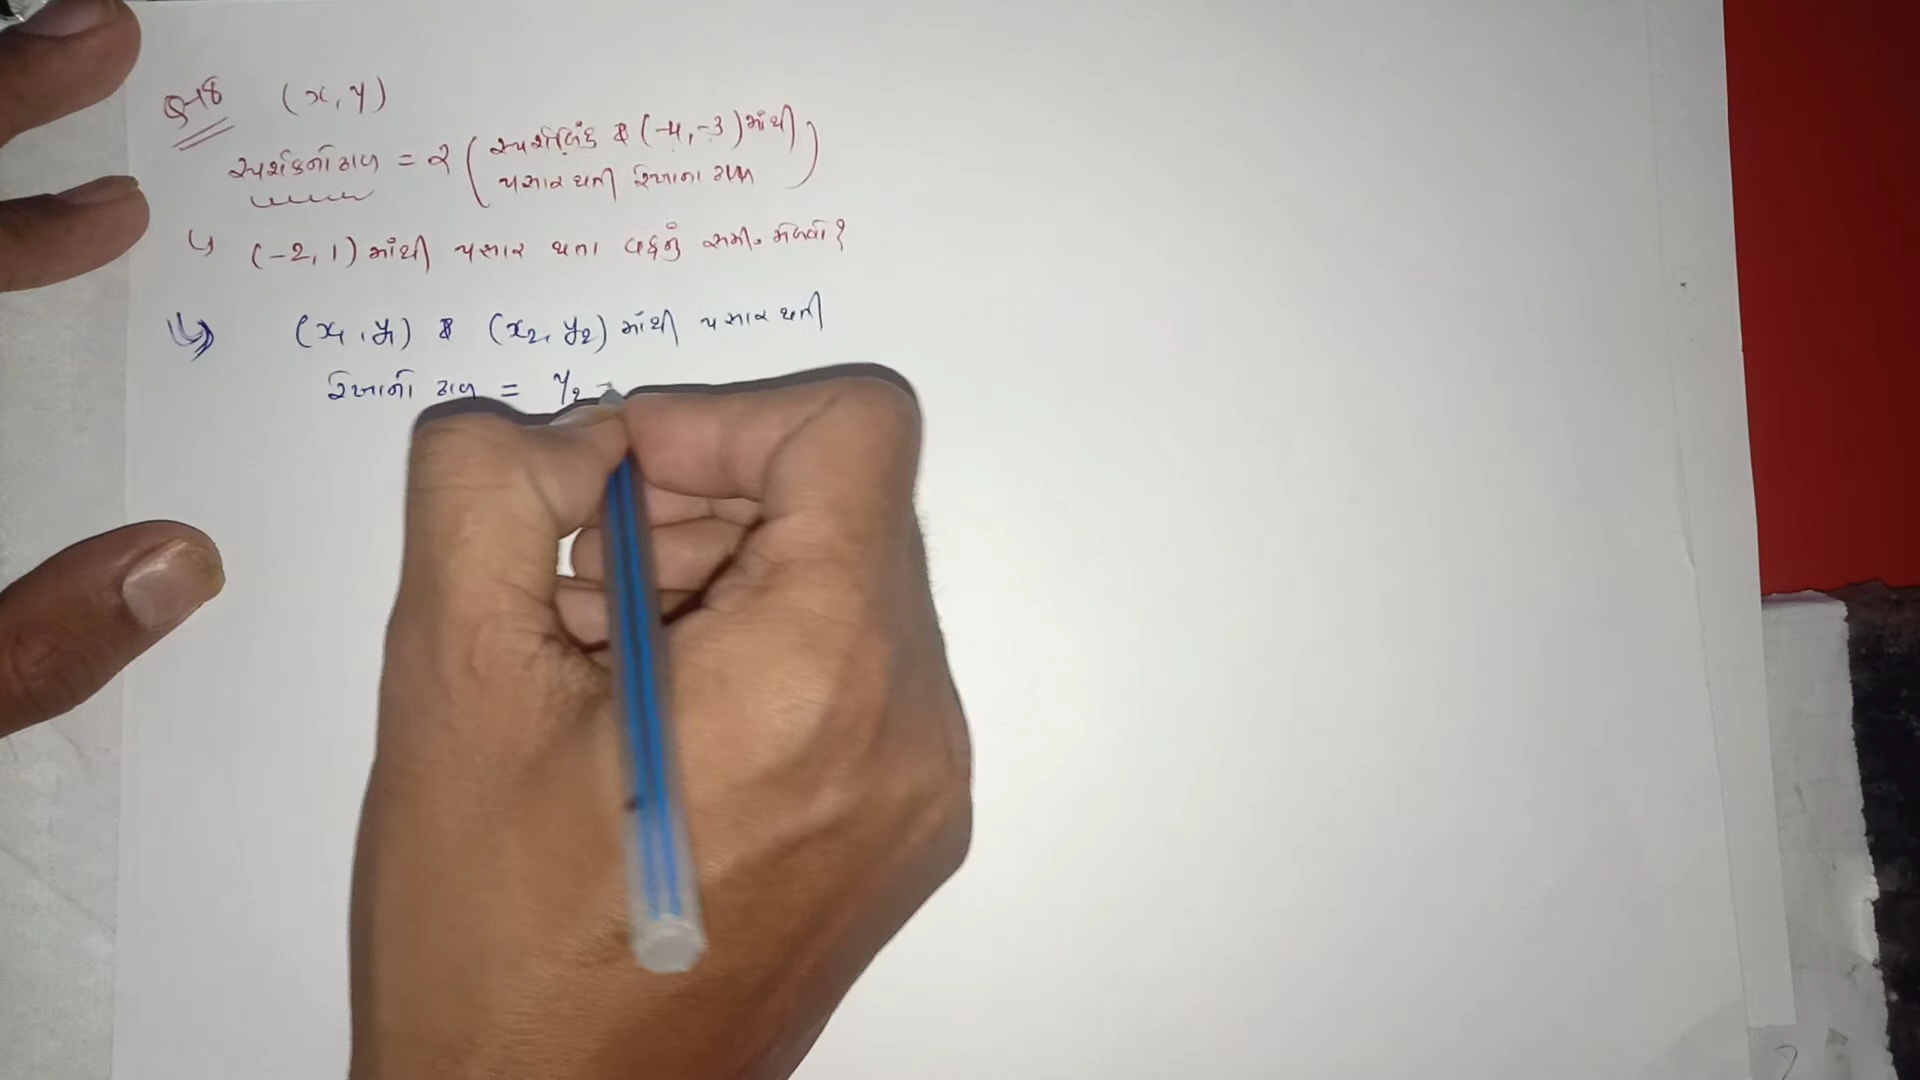 Q-18 (x, y)
સ્પર્શકનો ઢાળ = 2 ( સ્પર્શબિંદુ & (-4, -3) માંથી
પસાર થતી રેખાના ઢાળ )
(-2, 1) માંથી પસાર થતા વક્રનું સમી. મેળવો ?
(x₁, y₁) & (x₂, y₂) માંથી પસાર થતી
રેખાનો ઢાળ = y₂ -